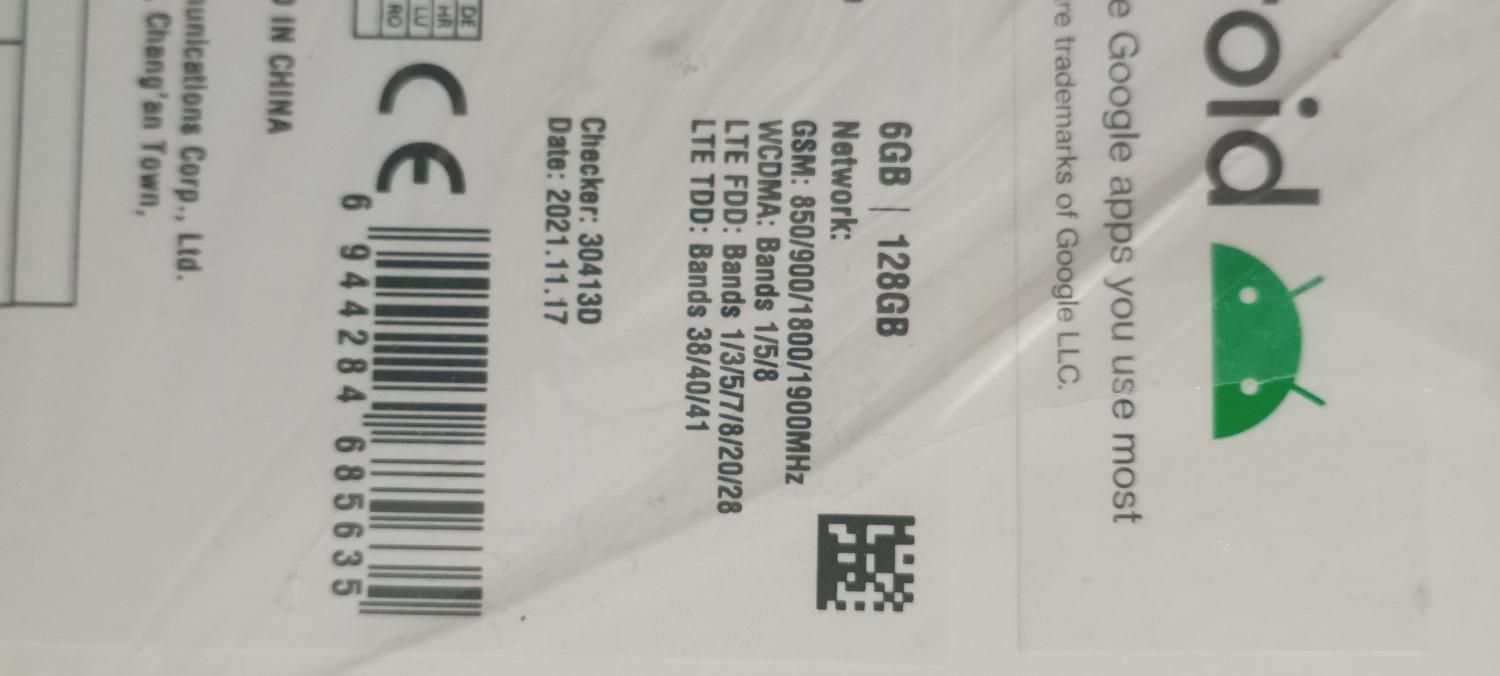 roid
e Google apps you use most
re trademarks of Google LLC.
6GB | 128GB
Network:
GSM: 850/900/1800/1900MHz
WCDMA: Bands 1/5/8
LTE FDD: Bands 1/3/5/7/8/20/28
LTE TDD: Bands 38/40/41
Checker: 30413D
Date: 2021.11.17
DE
HR
LU
RO
CE
6 944284 685635
IN CHINA
unications Corp., Ltd.
Chang'an Town,